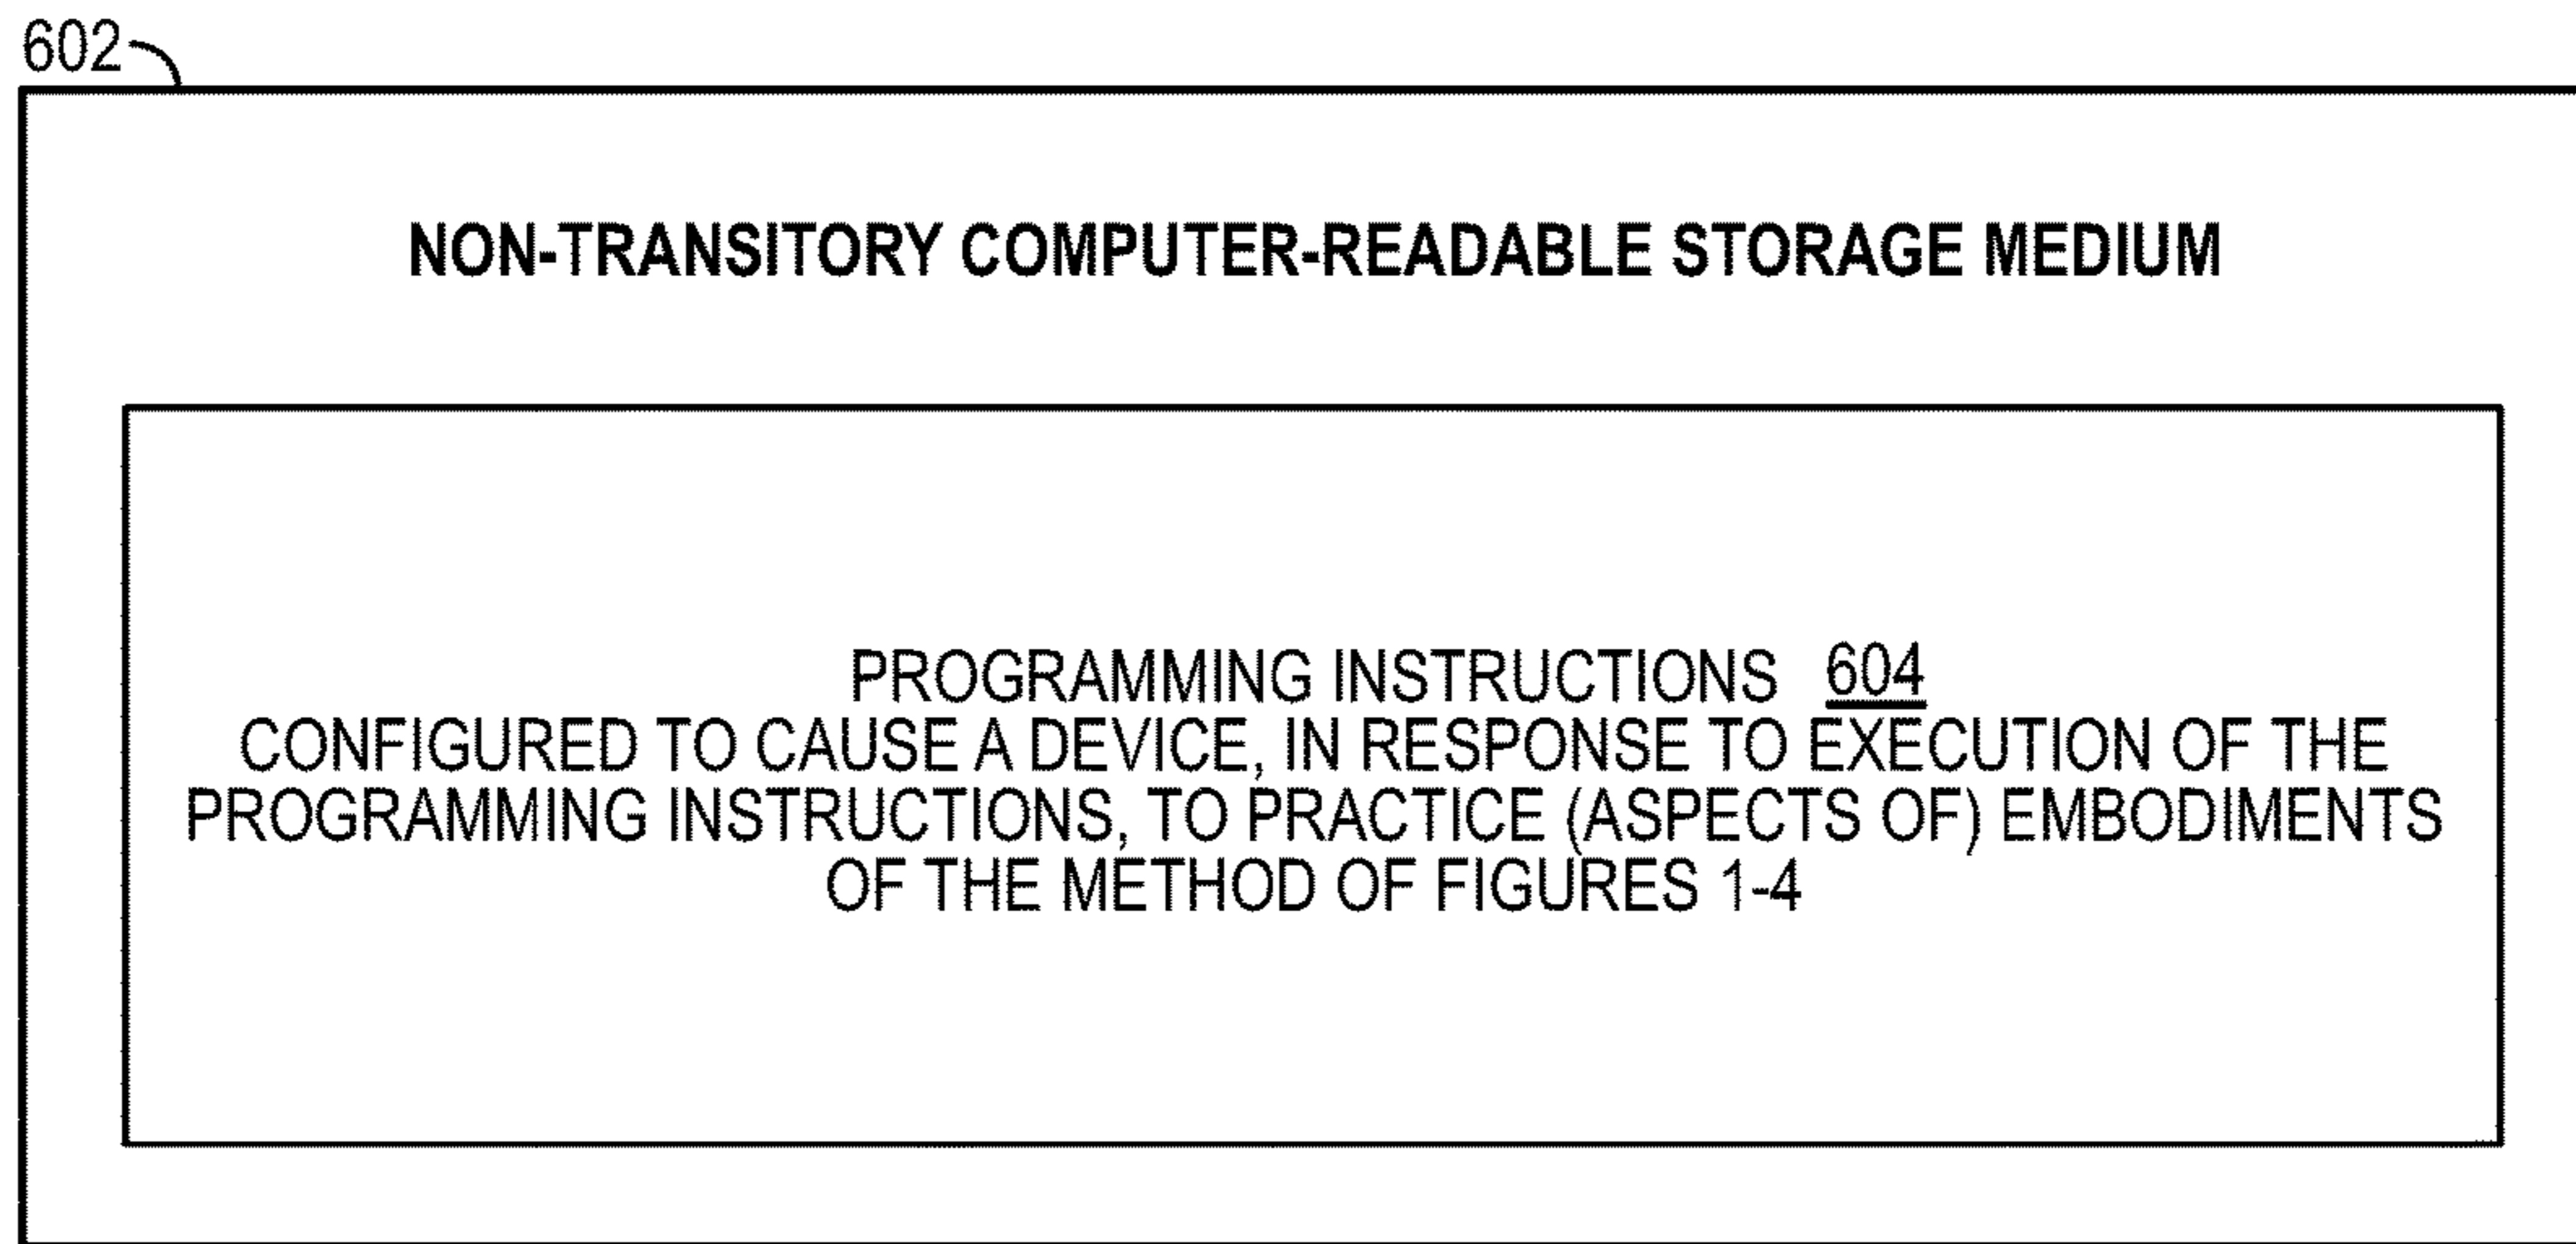 602
NON-TRANSITORY COMPUTER-READABLE STORAGE MEDIUM
PROGRAMMING INSTRUCTIONS 604
CONFIGURED TO CAUSE A DEVICE, IN RESPONSE TO EXECUTION OF THE
PROGRAMMING INSTRUCTIONS, TO PRACTICE (ASPECTS OF) EMBODIMENTS
OF THE METHOD OF FIGURES 1-4